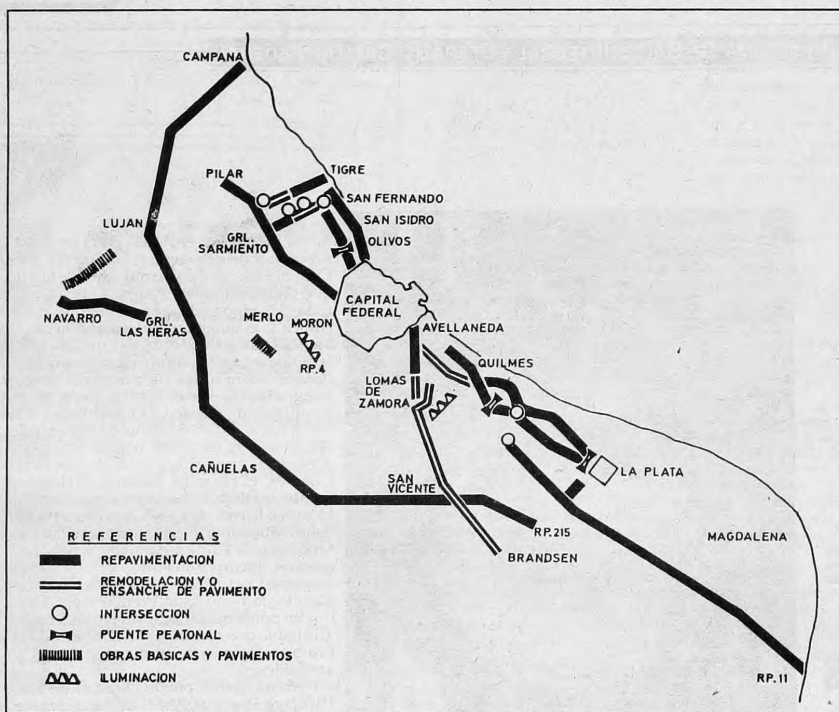 CAMPANA
PILAR
TIGRE
SAN FERNANDO
SAN ISIDRO
OLIVOS
LUJAN
GRL.
SARMIENTO
CAPITAL
FEDERAL
NAVARRO
GRL.
LAS HERAS
MERLO
MORON
RP.4
AVELLANEDA
QUILMES
LOMAS
DE
ZAMORA
LA PLATA
CAÑUELAS
SAN
VICENTE
RP.215
BRANDSEN
MAGDALENA
RP.11
REFERENCIAS
REPAVIMENTACION
REMODELACION Y O
ENSANCHE DE PAVIMENTO
INTERSECCION
PUENTE PEATONAL
OBRAS BASICAS Y PAVIMENTOS
ILUMINACION